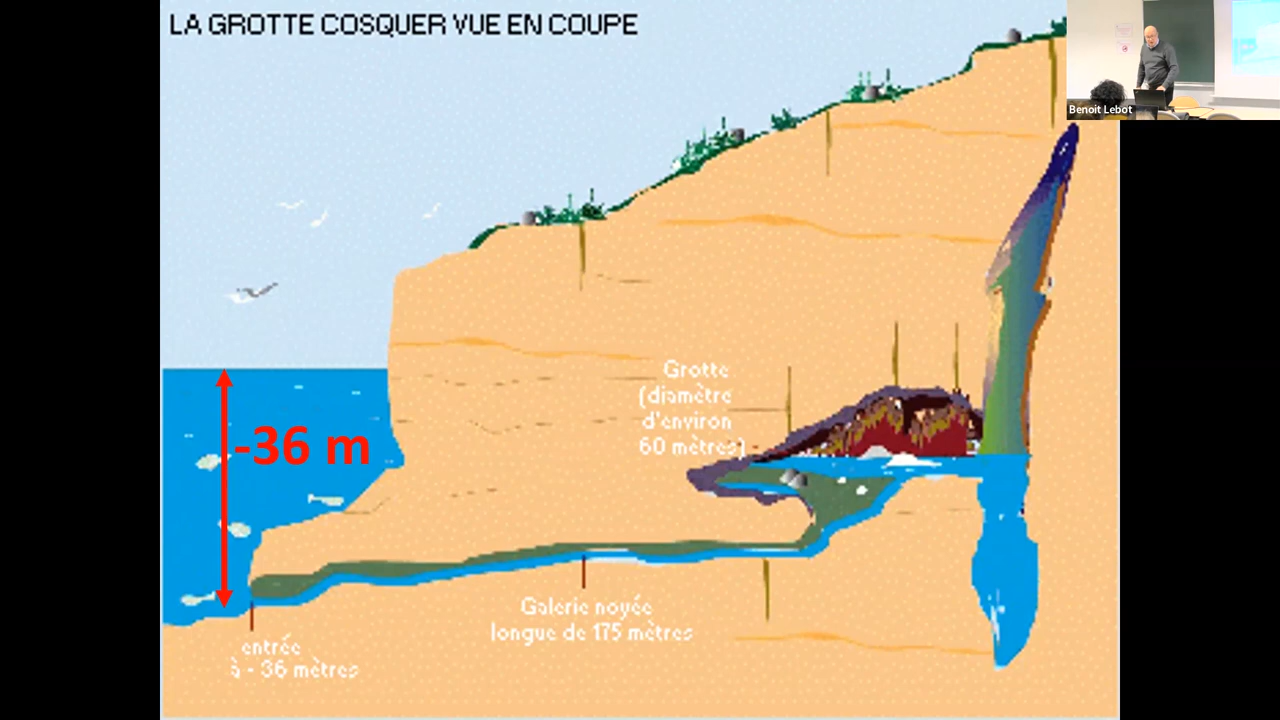 LA GROTTE COSQUER VUE EN COUPE
Benoit Lebot
Grotte
(diamètre
d'environ
60 mètres)
-36 m
Galerie noyée
longue de 175 mètres
entrée
à - 36 mètres